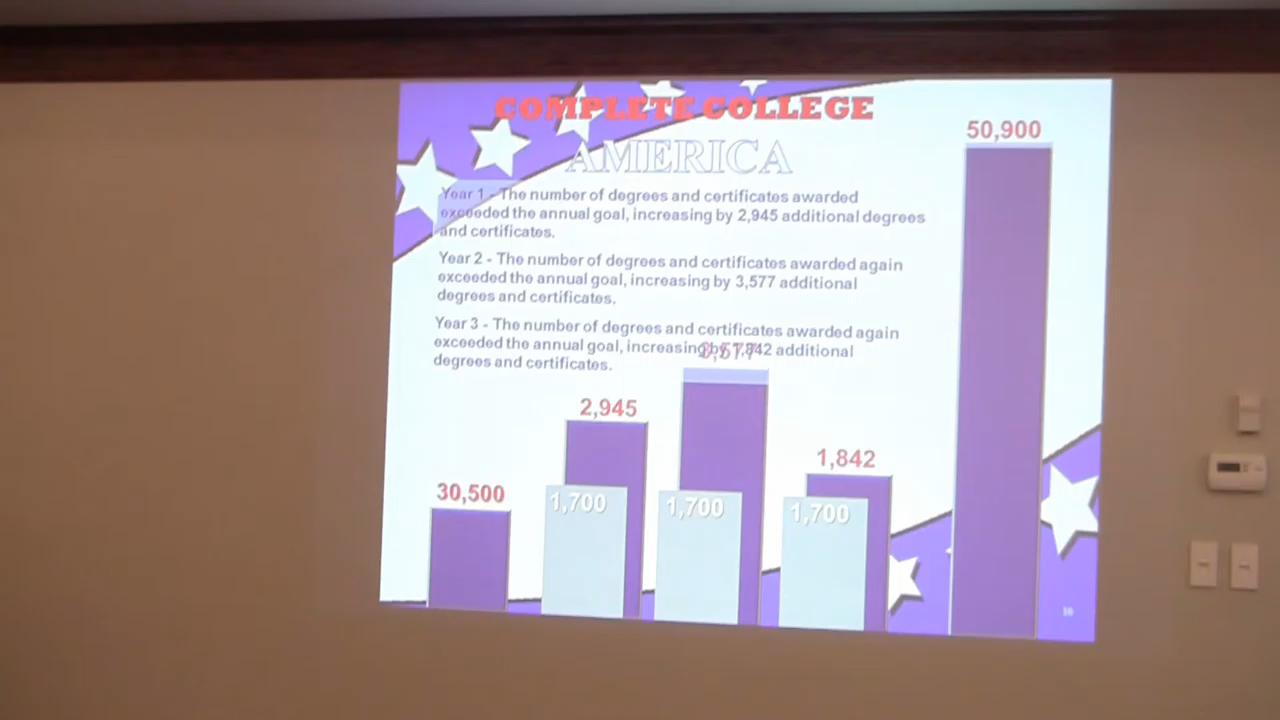 COMPLETE COLLEGE
AMERICA
50,900
Year 1 - The number of degrees and certificates awarded
exceeded the annual goal, increasing by 2,945 additional degrees
and certificates.
Year 2 - The number of degrees and certificates awarded again
exceeded the annual goal, increasing by 3,577 additional
degrees and certificates.
Year 3 - The number of degrees and certificates awarded again
exceeded the annual goal, increasing by 1,842 additional
degrees and certificates.
3,577
2,945
1,842
30,500
1,700
1,700
1,700